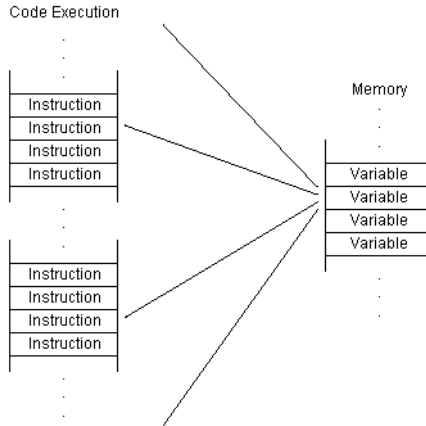 Code Execution
Instruction
Instruction
Instruction
Instruction
Instruction
Instruction
Instruction
Instruction
Memory
Variable
Variable
Variable
Variable